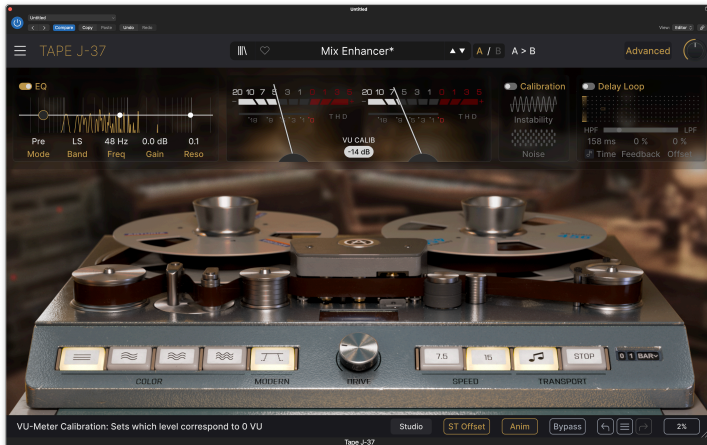 Untitled
Untitled
Compare Copy Paste Undo Redo
View: Editor
TAPE J-37
Mix Enhancer*
A / B A > B
Advanced
EQ
Pre LS 48 Hz 0.0 dB 0.1
Mode Band Freq Gain Reso
20 10 7 5 3 1 0 1 3 5
THD
20 10 7 5 3 1 0 1 3 5
THD
VU CALIB
-14 dB
Calibration
Instability
Noise
Delay Loop
HPF LPF
158 ms 0 % 0 %
Time Feedback Offset
7.5 15 STOP 0 1 BAR
COLOR MODERN DRIVE SPEED TRANSPORT
VU-Meter Calibration: Sets which level correspond to 0 VU
Studio ST Offset Anim Bypass 2%
Tape J-37